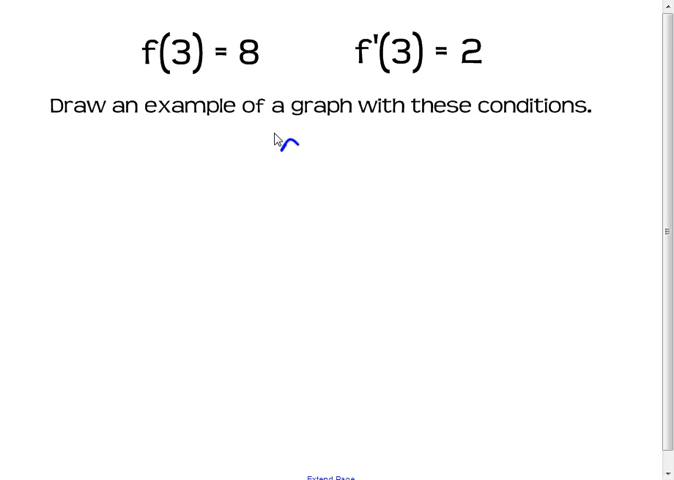 f(3) = 8 f'(3) = 2
Draw an example of a graph with these conditions.
Extend Page